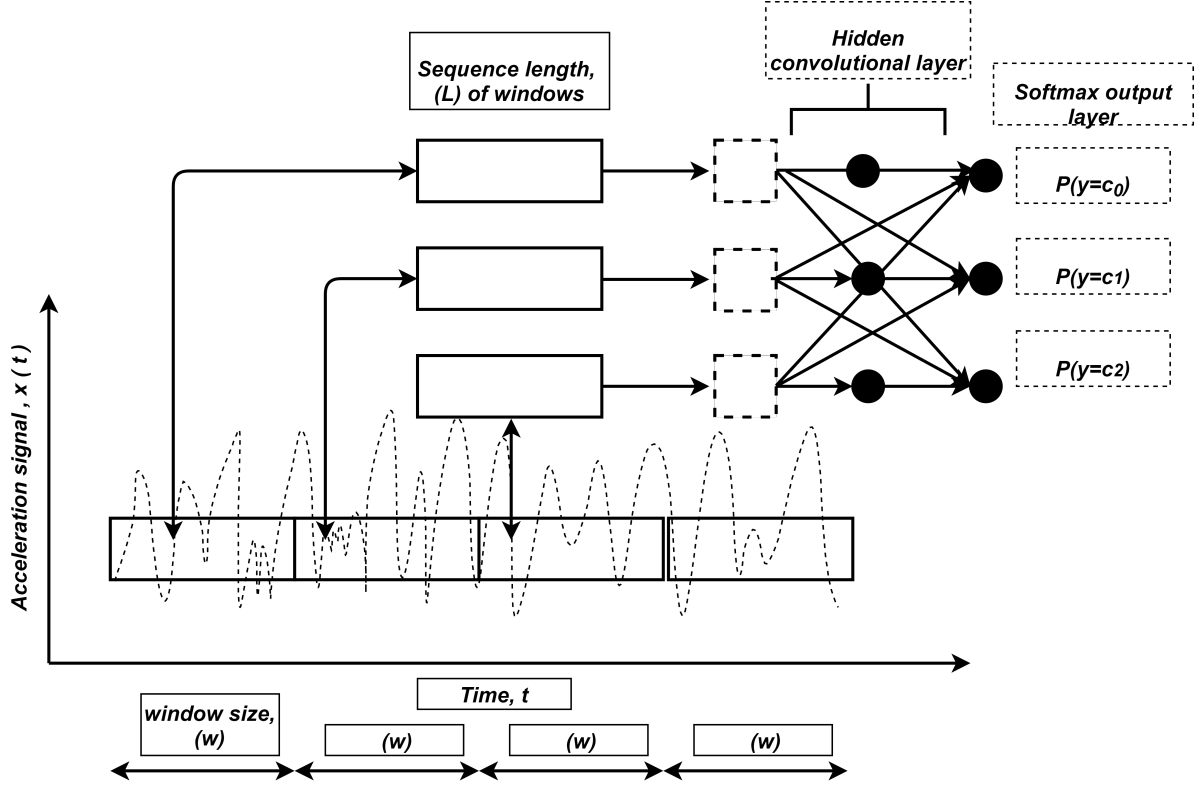 Hidden
convolutional layer
Sequence length,
(L) of windows
Softmax output
layer
P(y=c0)
P(y=c1)
P(y=c2)
Acceleration signal , x ( t )
Time, t
window size,
(w)
(w)
(w)
(w)